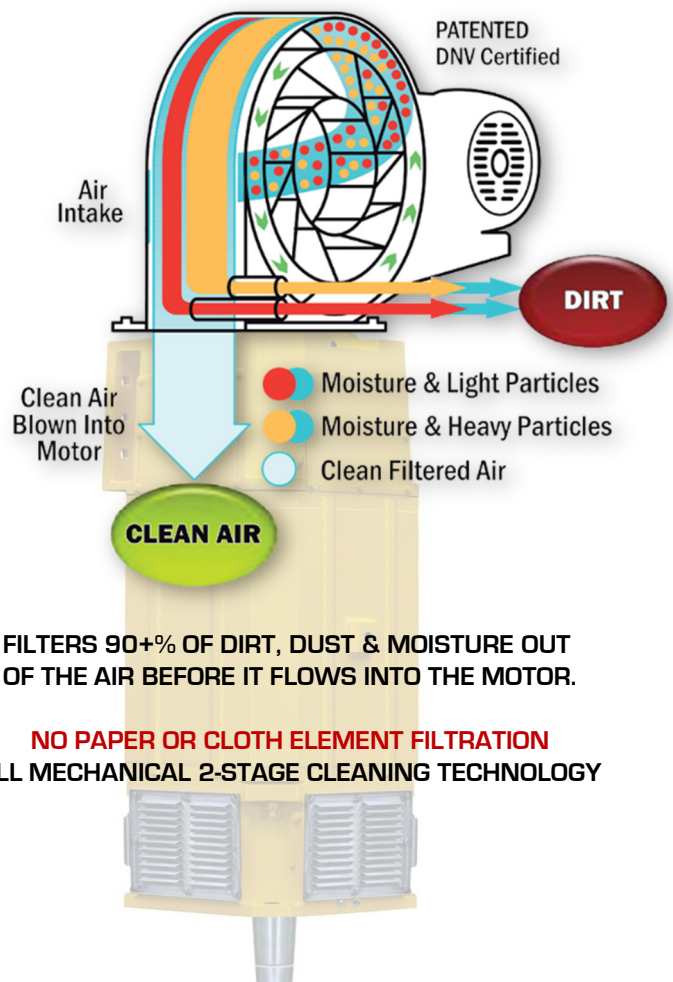 PATENTED
DNV Certified
Air
Intake
DIRT
Clean Air
Blown Into
Motor
Moisture & Light Particles
Moisture & Heavy Particles
Clean Filtered Air
CLEAN AIR
FILTERS 90+% OF DIRT, DUST & MOISTURE OUT
OF THE AIR BEFORE IT FLOWS INTO THE MOTOR.
NO PAPER OR CLOTH ELEMENT FILTRATION
LL MECHANICAL 2-STAGE CLEANING TECHNOLOGY